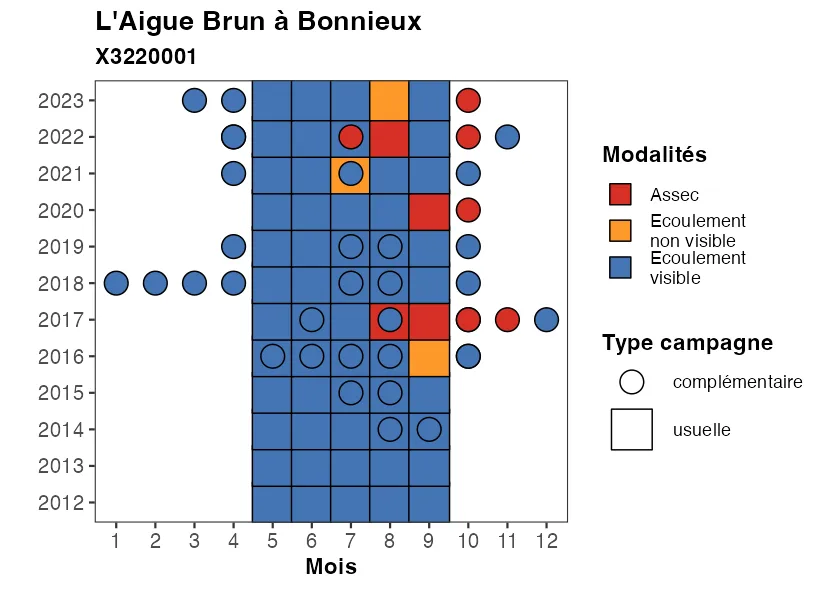 L'Aigue Brun à Bonnieux
X3220001
2023
2022
2021
2020
2019
2018
2017
2016
2015
2014
2013
2012
1 2 3 4 5 6 7 8 9 10 11 12
Mois
Modalités
Assec
Ecoulement
non visible
Ecoulement
visible
Type campagne
complémentaire
usuelle